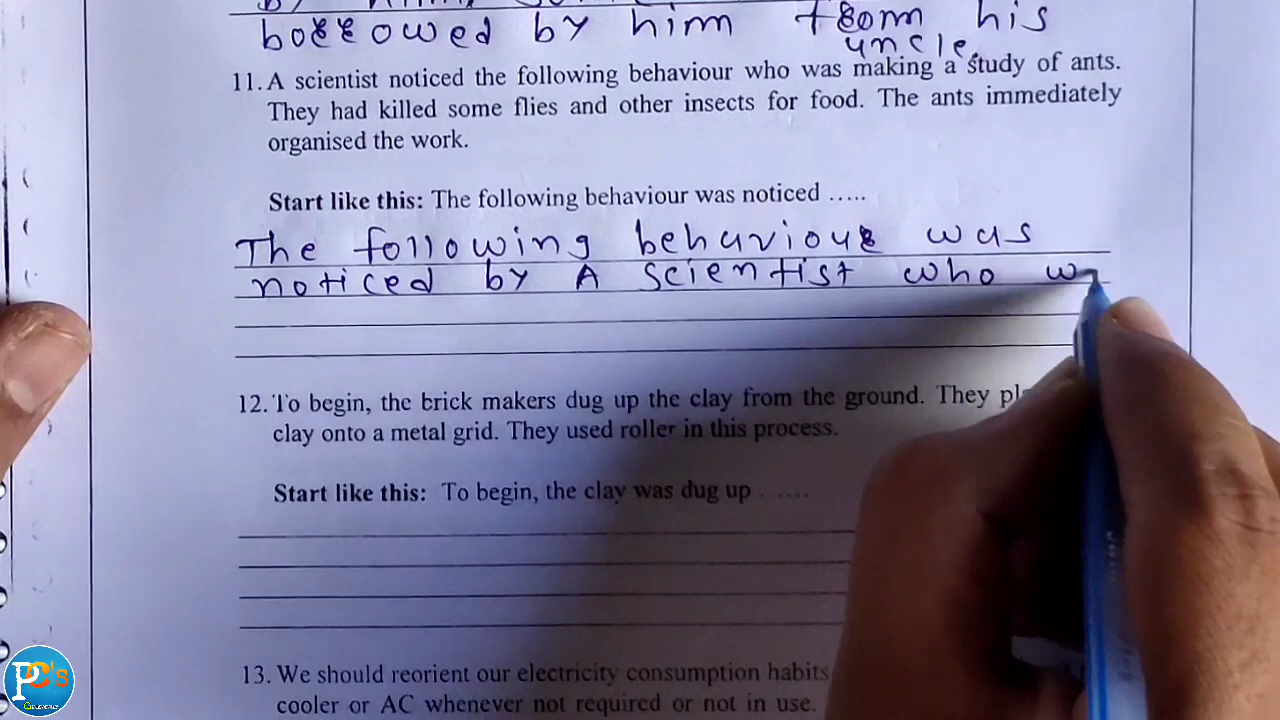 borrowed by him from his
uncle.
11. A scientist noticed the following behaviour who was making a study of ants.
They had killed some flies and other insects for food. The ants immediately
organised the work.
Start like this: The following behaviour was noticed .....
The following behaviour was
noticed by A scientist who w
12. To begin, the brick makers dug up the clay from the ground. They
clay onto a metal grid. They used roller in this process.
Start like this: To begin, the clay was dug up ......
13. We should reorient our electricity consumption habits
cooler or AC whenever not required or not in use.
PC's